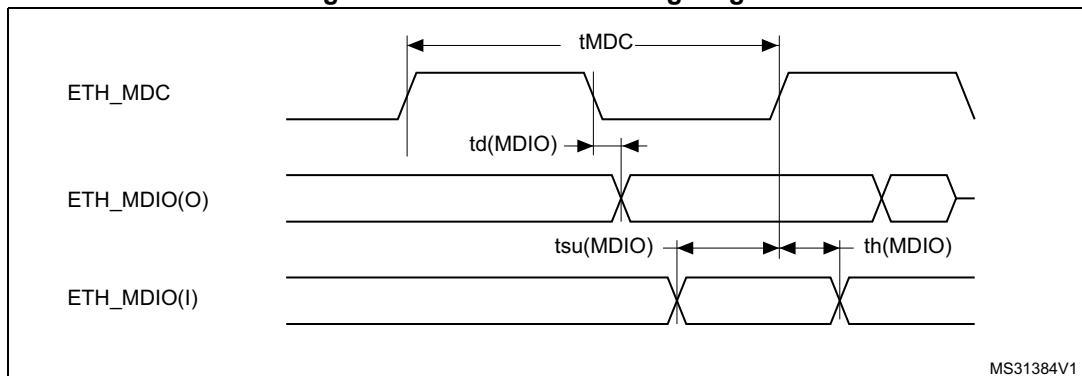 tMDC
ETH_MDC
td(MDIO)
ETH_MDIO(O)
tsu(MDIO) th(MDIO)
ETH_MDIO(I)
MS31384V1